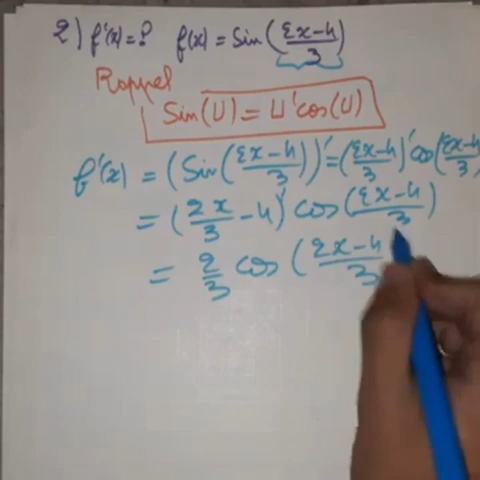 2) f'(x)=? f(x) = Sin(2x-4/3)
Rappel
Sin(U) = U'cos(U)
f'(x) = (Sin(2x-4/3))' = (2x-4/3)' cos(2x-4/3)
= (2x/3 - 4)' cos(2x-4/3)
= 2/3 cos(2x-4/3